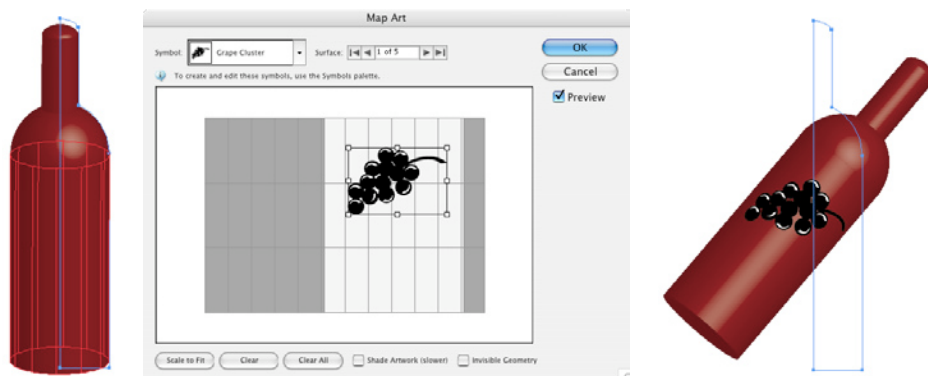 Map Art
Symbol: Grape Cluster Surface: 1 of 5
OK
To create and edit these symbols, use the Symbols palette.
Cancel
Preview
Scale to Fit Clear Clear All Shade Artwork (slower) Invisible Geometry